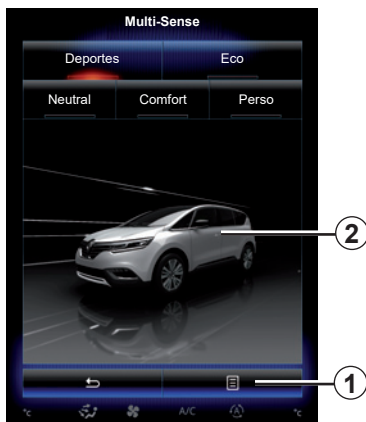 Multi-Sense
Deportes Eco
Neutral Comfort Perso
2
1
°c A/C °c